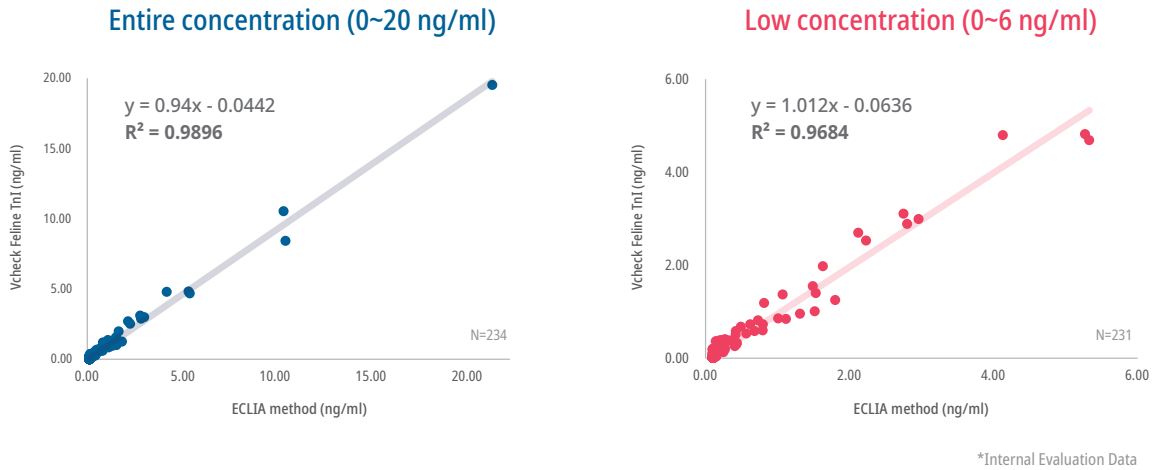 Entire concentration (0~20 ng/ml)
y = 0.94x - 0.0442
R² = 0.9896
Vcheck Feline TnI (ng/ml)
20.00
15.00
10.00
5.00
0.00
N=234
0.00 5.00 10.00 15.00 20.00
ECLIA method (ng/ml)
Low concentration (0~6 ng/ml)
y = 1.012x - 0.0636
R² = 0.9684
Vcheck Feline TnI (ng/ml)
6.00
4.00
2.00
0.00
N=231
0.00 2.00 4.00 6.00
ECLIA method (ng/ml)
*Internal Evaluation Data